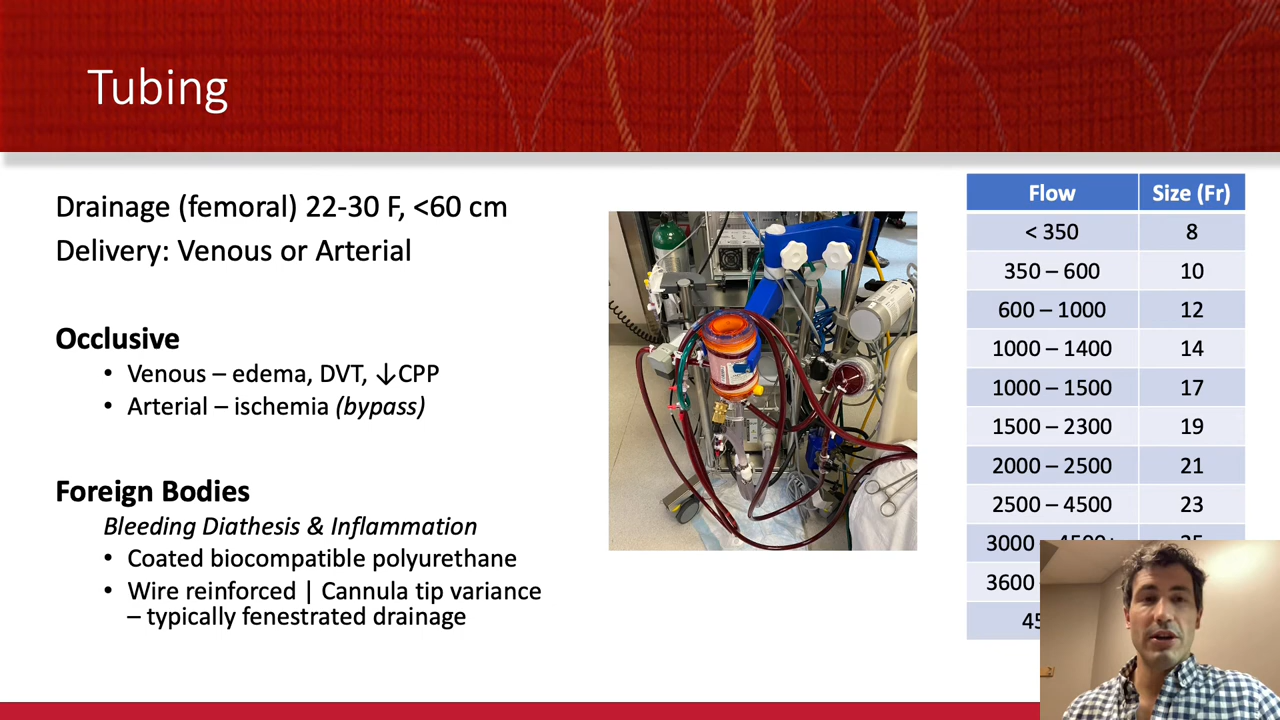 Tubing
Drainage (femoral) 22-30 F, <60 cm
Delivery: Venous or Arterial
Occlusive
• Venous – edema, DVT, ↓CPP
• Arterial – ischemia (bypass)
Foreign Bodies
Bleeding Diathesis & Inflammation
• Coated biocompatible polyurethane
• Wire reinforced | Cannula tip variance
– typically fenestrated drainage
Flow Size (Fr)
< 350 8
350 – 600 10
600 – 1000 12
1000 – 1400 14
1000 – 1500 17
1500 – 2300 19
2000 – 2500 21
2500 – 4500 23
3000
3600